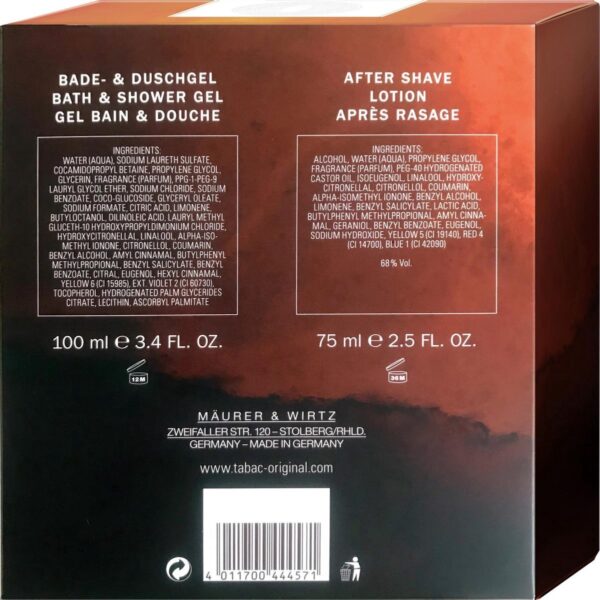 BADE- & DUSCHGEL
BATH & SHOWER GEL
GEL BAIN & DOUCHE
INGREDIENTS:
WATER (AQUA), SODIUM LAURETH SULFATE,
COCAMIDOPROPYL BETAINE, PROPYLENE GLYCOL,
GLYCERIN, FRAGRANCE (PARFUM), PPG-1-PEG-9
LAURYL GLYCOL ETHER, SODIUM CHLORIDE, SODIUM
BENZOATE, COCO-GLUCOSIDE, GLYCERYL OLEATE,
SODIUM FORMATE, CITRIC ACID, LIMONENE,
BUTYLOCTANOL, DILINOLEIC ACID, LAURYL METHYL
GLUCETH-10 HYDROXYPROPYLDIMONIUM CHLORIDE,
HYDROXYCITRONELLAL, LINALOOL, ALPHA-ISO-
METHYL IONONE, CITRONELLOL, COUMARIN,
BENZYL ALCOHOL, AMYL CINNAMAL, BUTYLPHENYL
METHYLPROPIONAL, BENZYL SALICYLATE, BENZYL
BENZOATE, CITRAL, EUGENOL, HEXYL CINNAMAL,
YELLOW 6 (CI 15985), EXT. VIOLET 2 (CI 60730),
TOCOPHEROL, HYDROGENATED PALM GLYCERIDES
CITRATE, LECITHIN, ASCORBYL PALMITATE
100 ml ℮ 3.4 FL. OZ.
12 M
AFTER SHAVE
LOTION
APRÈS RASAGE
INGREDIENTS:
ALCOHOL, WATER (AQUA), PROPYLENE GLYCOL,
FRAGRANCE (PARFUM), PEG-40 HYDROGENATED
CASTOR OIL, ISOEUGENOL, LINALOOL, HYDROXY-
CITRONELLAL, CITRONELLOL, COUMARIN,
ALPHA-ISOMETHYL IONONE, BENZYL ALCOHOL,
LIMONENE, BENZYL SALICYLATE, LACTIC ACID,
BUTYLPHENYL METHYLPROPIONAL, AMYL CINNA-
MAL, GERANIOL, BENZYL BENZOATE, EUGENOL,
SODIUM HYDROXIDE, YELLOW 5 (CI 19140), RED 4
(CI 14700), BLUE 1 (CI 42090)
68 % Vol.
75 ml ℮ 2.5 FL. OZ.
36 M
MÄURER & WIRTZ
ZWEIFALLER STR. 120 – STOLBERG/RHLD.
GERMANY – MADE IN GERMANY
www.tabac-original.com
4 011700 444571